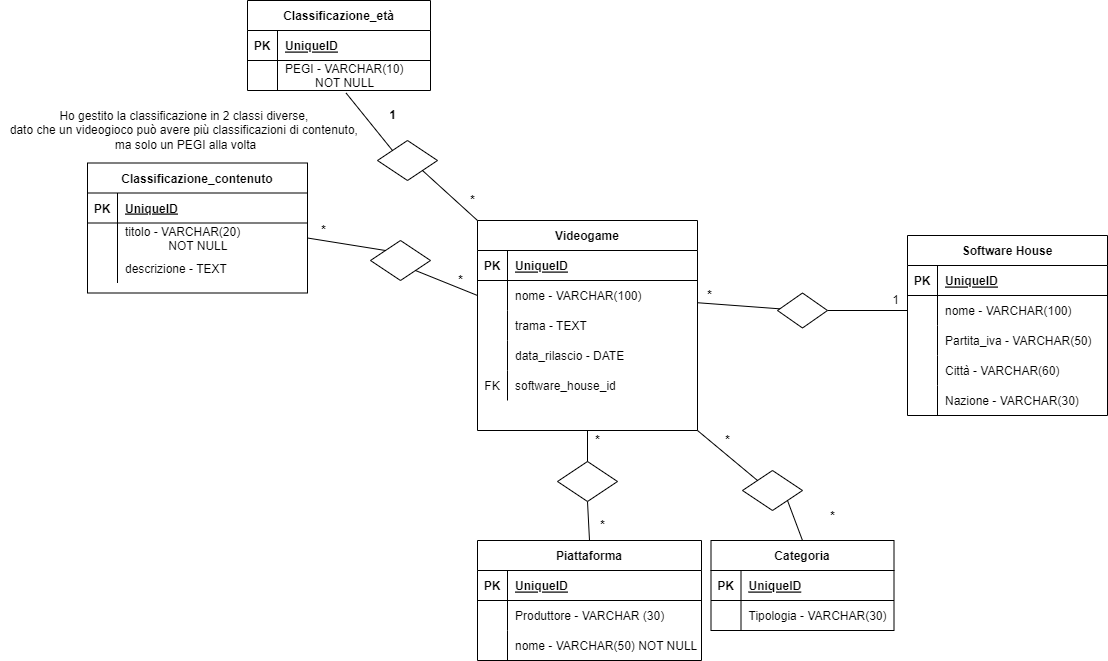 Classificazione_età
PK UniqueID
PEGI - VARCHAR(10)
NOT NULL
1
Ho gestito la classificazione in 2 classi diverse,
dato che un videogioco può avere più classificazioni di contenuto,
ma solo un PEGI alla volta
*
Classificazione_contenuto
PK UniqueID
titolo - VARCHAR(20)
NOT NULL
descrizione - TEXT
*
*
Videogame
PK UniqueID
nome - VARCHAR(100)
trama - TEXT
data_rilascio - DATE
FK software_house_id
*
1
Software House
PK UniqueID
nome - VARCHAR(100)
Partita_iva - VARCHAR(50)
Città - VARCHAR(60)
Nazione - VARCHAR(30)
*
*
*
*
Piattaforma
PK UniqueID
Produttore - VARCHAR (30)
nome - VARCHAR(50) NOT NULL
Categoria
PK UniqueID
Tipologia - VARCHAR(30)